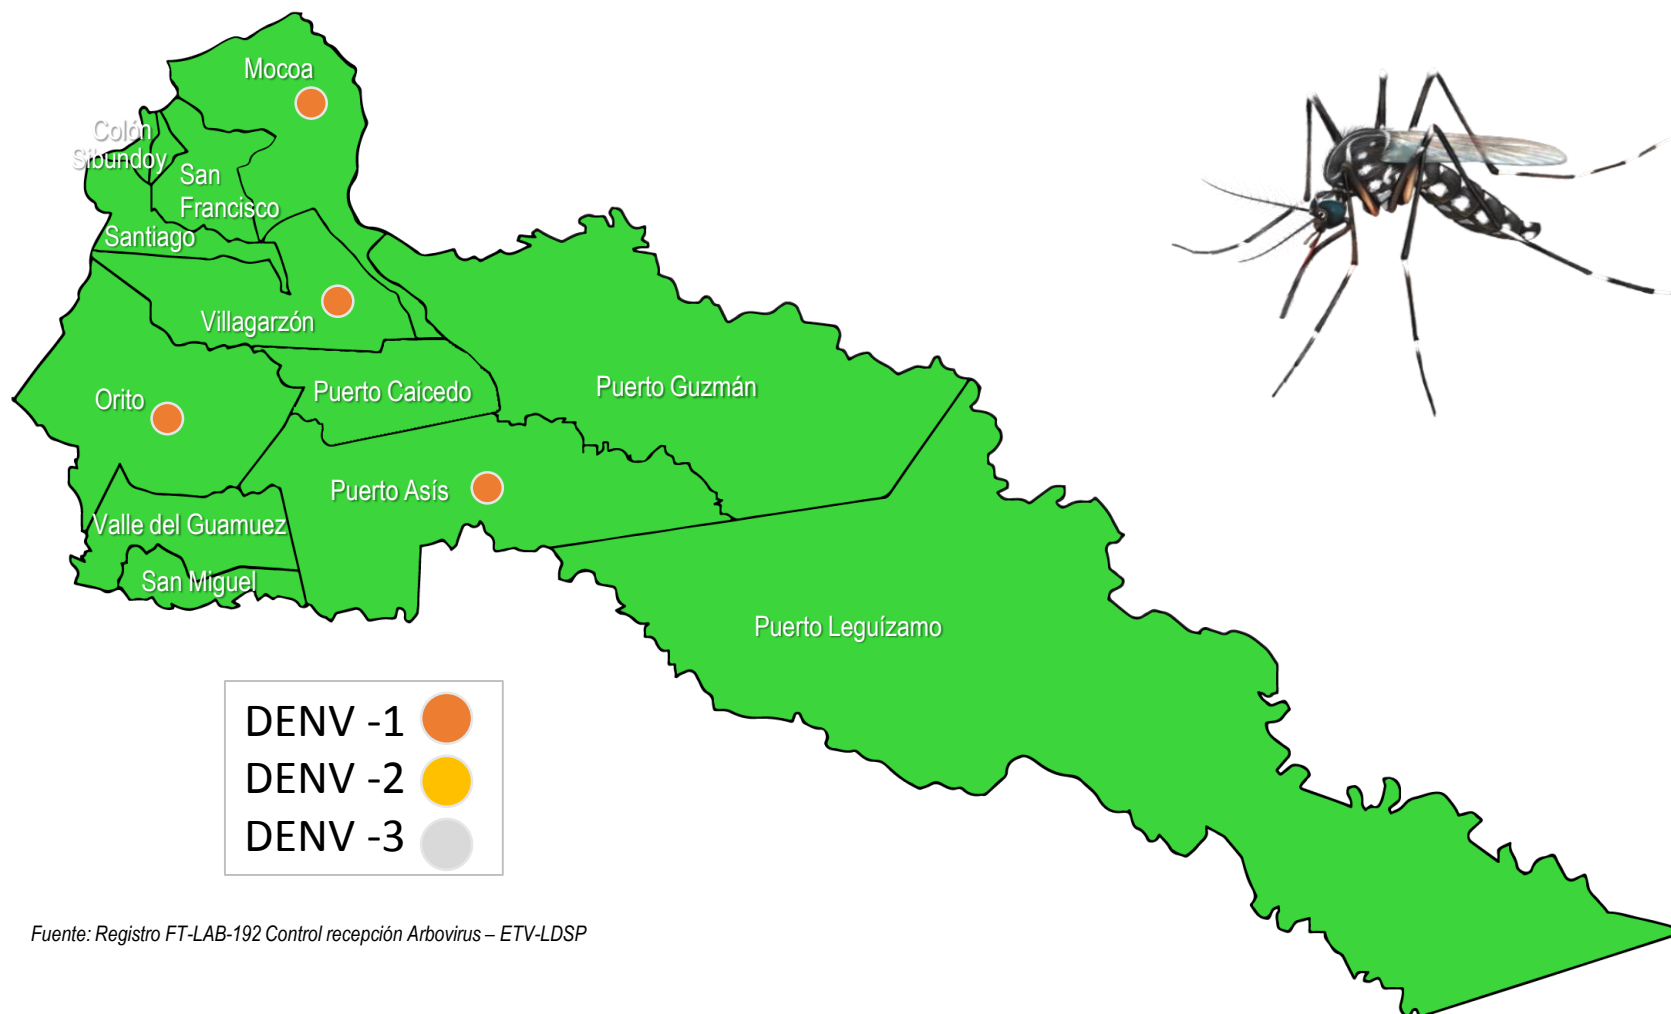 Mocoa
Colón
Sibundoy
San
Francisco
Santiago
Villagarzón
Orito
Puerto Caicedo
Puerto Guzmán
Puerto Asís
Valle del Guamuez
San Miguel
Puerto Leguízamo
DENV -1
DENV -2
DENV -3
Fuente: Registro FT-LAB-192 Control recepción Arbovirus – ETV-LDSP